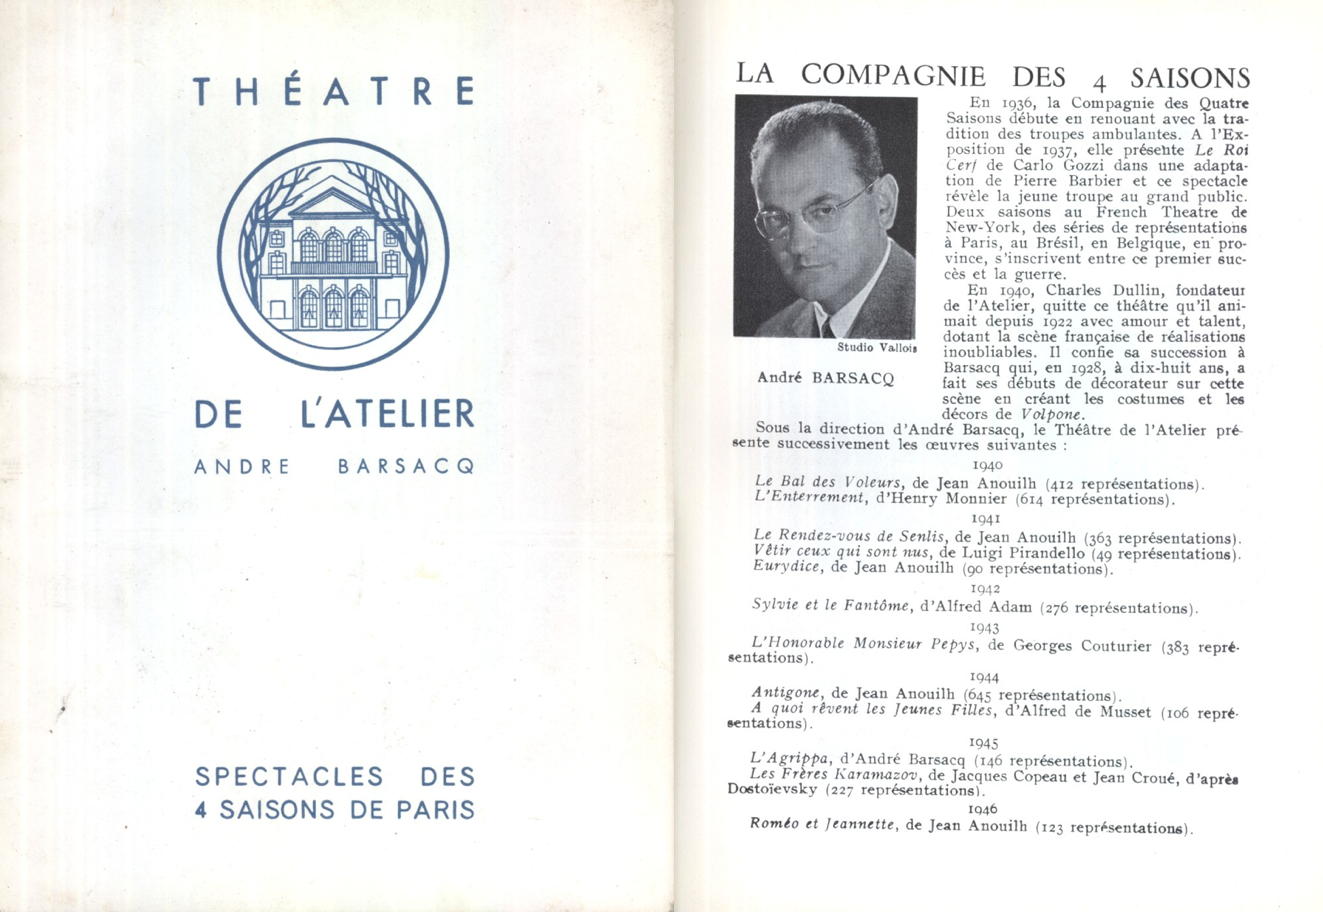 THÉATRE
DE L'ATELIER
ANDRE BARSACQ
SPECTACLES DES
4 SAISONS DE PARIS
LA COMPAGNIE DES 4 SAISONS
En 1936, la Compagnie des Quatre
Saisons débute en renouant avec la tra-
dition des troupes ambulantes. A l'Ex-
position de 1937, elle présente Le Roi
Cerf de Carlo Gozzi dans une adapta-
tion de Pierre Barbier et ce spectacle
révèle la jeune troupe au grand public.
Deux saisons au French Theatre de
New-York, des séries de représentations
à Paris, au Brésil, en Belgique, en pro-
vince, s'inscrivent entre ce premier suc-
cès et la guerre.
En 1940, Charles Dullin, fondateur
de l'Atelier, quitte ce théâtre qu'il ani-
mait depuis 1922 avec amour et talent,
dotant la scène française de réalisations
inoubliables. Il confie sa succession à
Barsacq qui, en 1928, à dix-huit ans, a
fait ses débuts de décorateur sur cette
scène en créant les costumes et les
décors de Volpone.
Studio Vallois
André BARSACQ
Sous la direction d'André Barsacq, le Théâtre de l'Atelier pré-
sente successivement les œuvres suivantes :
1940
Le Bal des Voleurs, de Jean Anouilh (412 représentations).
L'Enterrement, d'Henry Monnier (614 représentations).
1941
Le Rendez-vous de Senlis, de Jean Anouilh (363 représentations).
Vêtir ceux qui sont nus, de Luigi Pirandello (49 représentations).
Eurydice, de Jean Anouilh (90 représentations).
1942
Sylvie et le Fantôme, d'Alfred Adam (276 représentations).
1943
L'Honorable Monsieur Pepys, de Georges Couturier (383 repré-
sentations).
1944
Antigone, de Jean Anouilh (645 représentations).
A quoi rêvent les Jeunes Filles, d'Alfred de Musset (106 repré-
sentations).
1945
L'Agrippa, d'André Barsacq (146 représentations).
Les Frères Karamazov, de Jacques Copeau et Jean Croué, d'après
Dostoïevsky (227 représentations).
1946
Roméo et Jeannette, de Jean Anouilh (123 représentations).